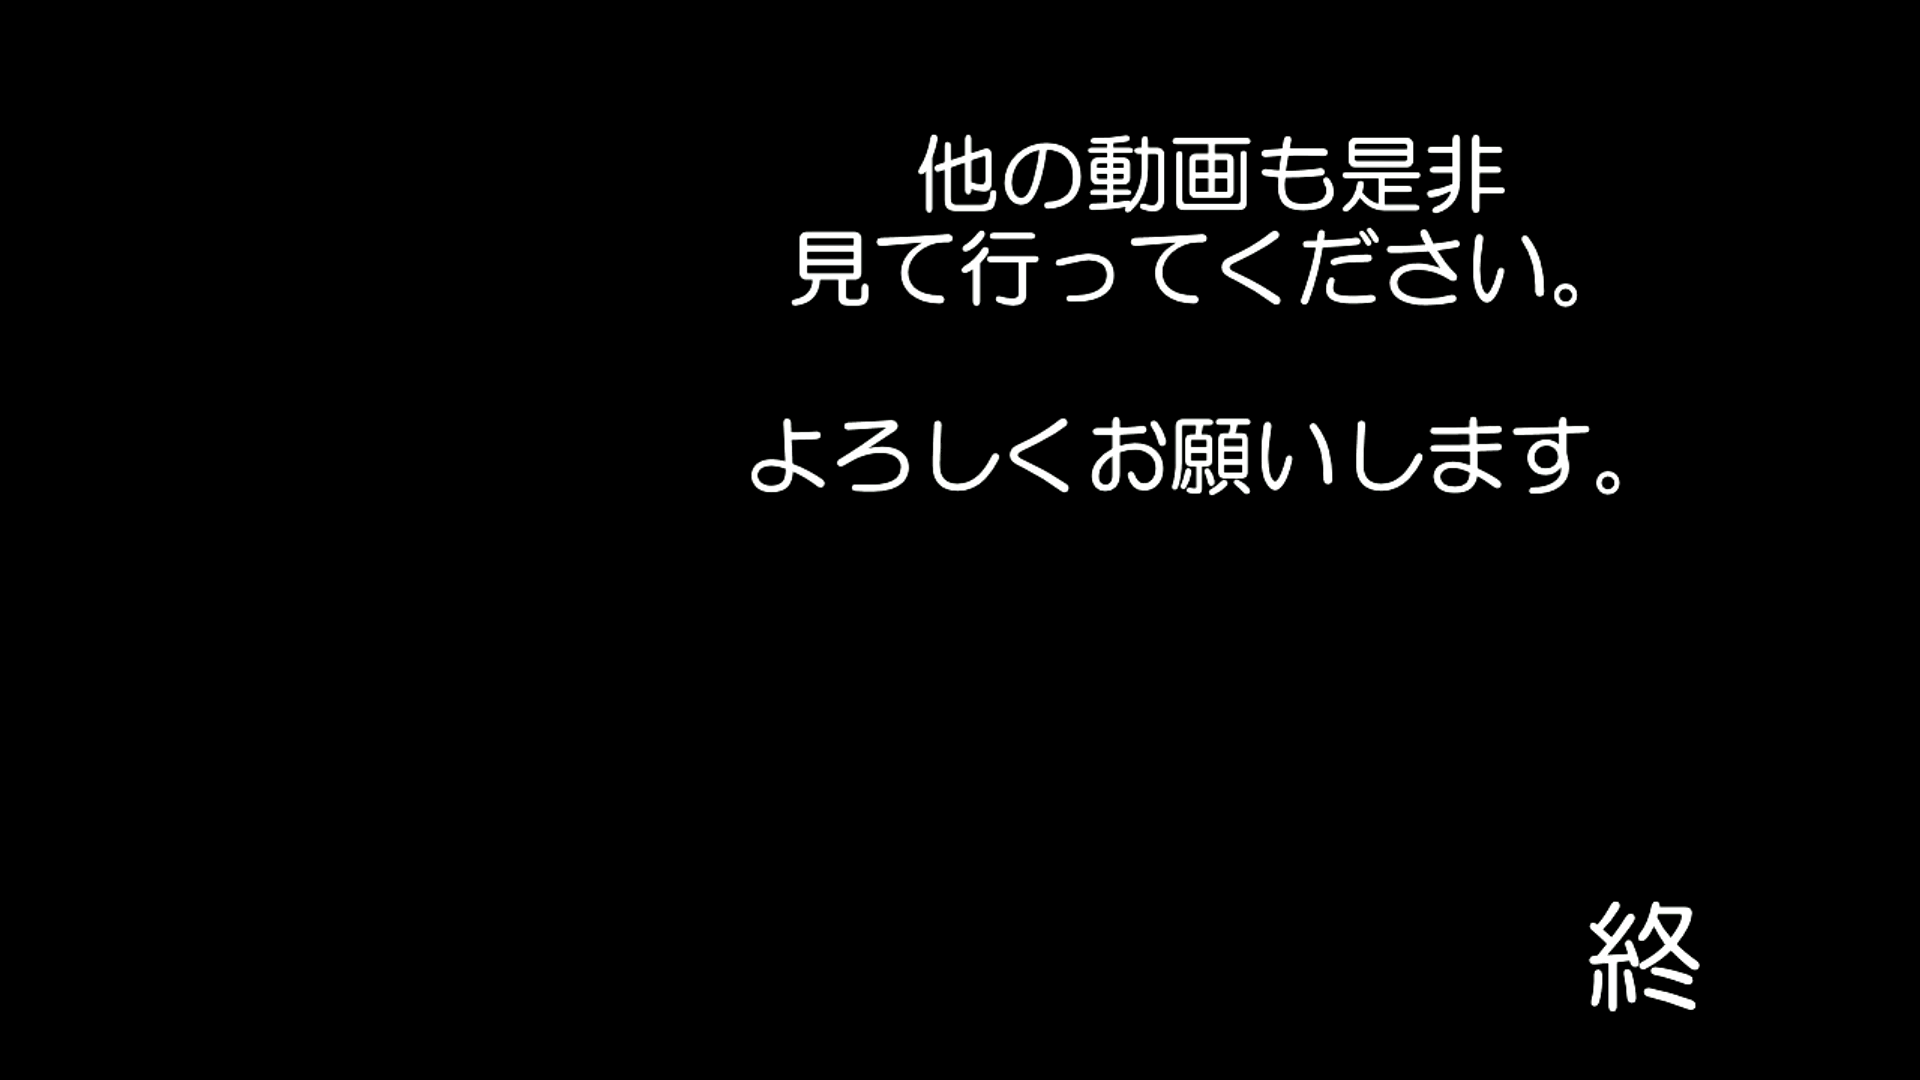 他の動画も是非
見て行ってください。
よろしくお願いします。
終